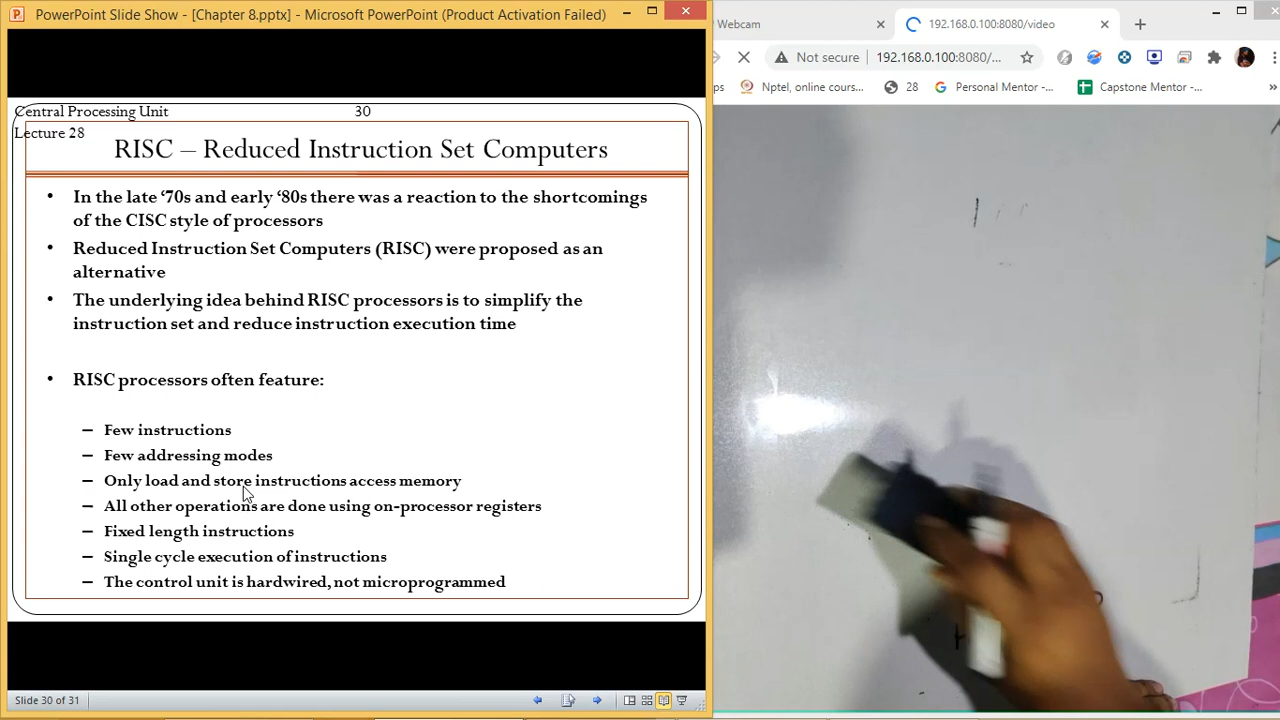 PowerPoint Slide Show - [Chapter 8.pptx] - Microsoft PowerPoint (Product Activation Failed)
Central Processing Unit 30
Lecture 28
RISC – Reduced Instruction Set Computers
• In the late ‘70s and early ‘80s there was a reaction to the shortcomings
of the CISC style of processors
• Reduced Instruction Set Computers (RISC) were proposed as an
alternative
• The underlying idea behind RISC processors is to simplify the
instruction set and reduce instruction execution time
• RISC processors often feature:
– Few instructions
– Few addressing modes
– Only load and store instructions access memory
– All other operations are done using on-processor registers
– Fixed length instructions
– Single cycle execution of instructions
– The control unit is hardwired, not microprogrammed
Slide 30 of 31
Webcam
192.168.0.100:8080/video
Not secure 192.168.0.100:8080/...
ps Nptel, online cours... 28 Personal Mentor -... Capstone Mentor -... »